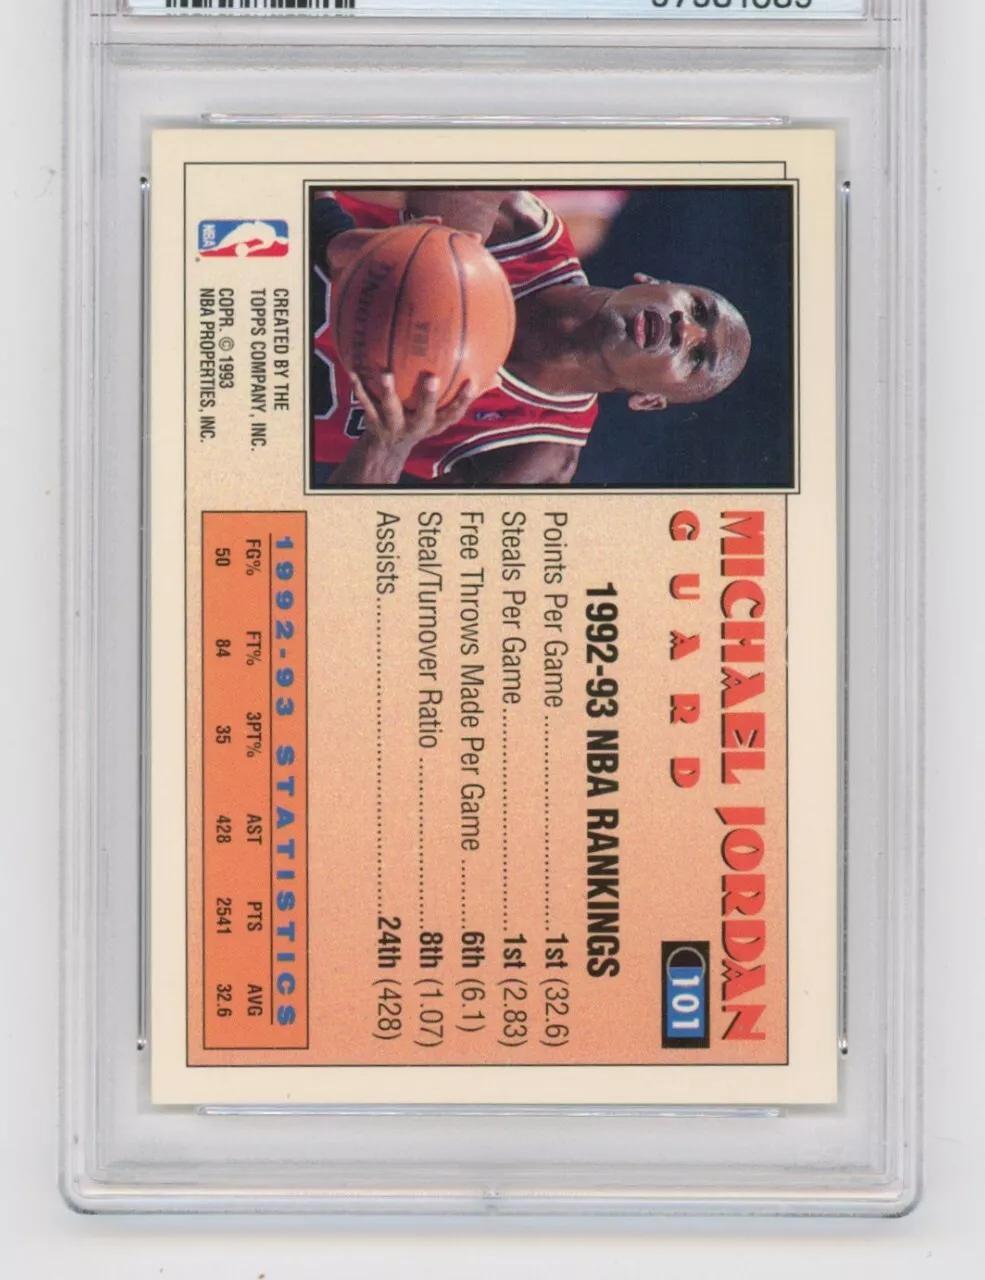 MICHAEL JORDAN
GUARD
101
1992-93 NBA RANKINGS
Points Per Game ........................1st (32.6)
Steals Per Game.........................1st (2.83)
Free Throws Made Per Game .......6th (6.1)
Steal/Turnover Ratio ...................8th (1.07)
Assists....................................24th (428)
1992-93 STATISTICS
FG% FT% 3PT% AST PTS AVG
50 84 35 428 2541 32.6
CREATED BY THE
TOPPS COMPANY, INC.
COPR. © 1993
NBA PROPERTIES, INC.
NBA